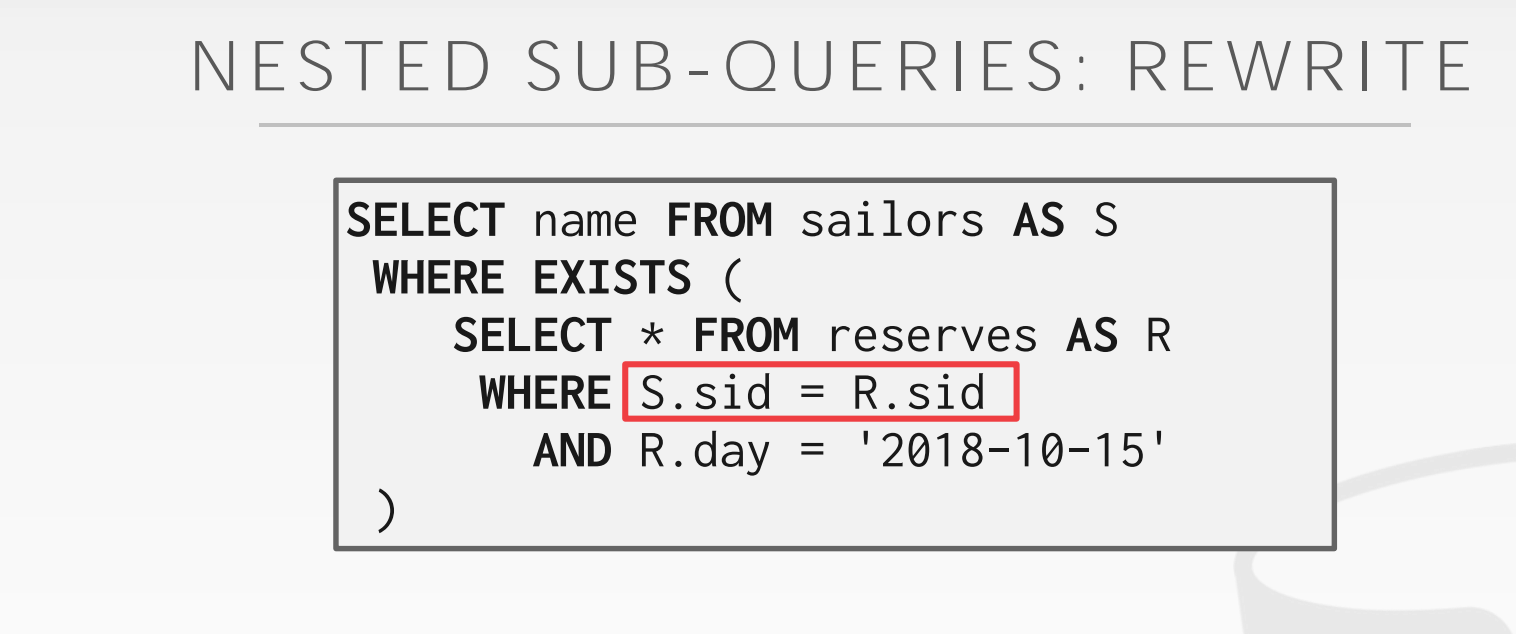 NESTED SUB-QUERIES: REWRITE
SELECT name FROM sailors AS S
WHERE EXISTS (
SELECT * FROM reserves AS R
WHERE S.sid = R.sid
AND R.day = '2018-10-15'
)